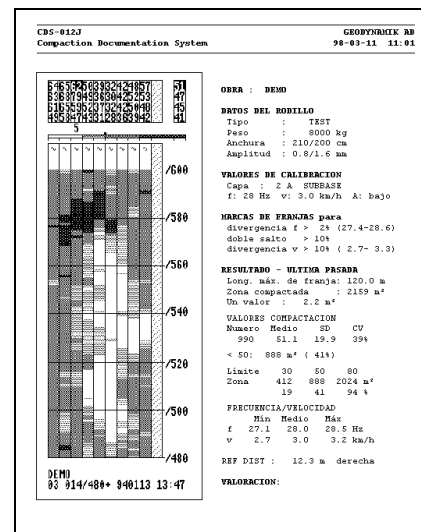 CDS-012J GEODYNAMIK AB
Compaction Documentation System 98-03-11 11:01
5
/600
/580
/560
/540
/520
/500
/480
DEMO
03 014/480+ 940113 13:47
OBRA : DEMO
DATOS DEL RODILLO
Tipo : TEST
Peso : 8000 kg
Anchura : 210/200 cm
Amplitud : 0.8/1.6 mm
VALORES DE CALIBRACION
Capa : 2 A SUBBASE
f: 28 Hz v: 3.0 km/h A: bajo
MARCAS DE FRANJAS para
divergencia f > 2% (27.4-28.6)
doble salto > 10%
divergencia v > 10% ( 2.7- 3.3)
RESULTADO - ULTIMA PASADA
Long. máx. de franja: 120.0 m
Zona compactada : 2159 m²
Un valor : 2.2 m²
VALORES COMPACTACION
Numero Medio SD CV
990 51.1 19.9 39%
< 50: 888 m² ( 41%)
Limite 30 50 80
Zona 412 888 2024 m²
19 41 94 %
FRECUENCIA/VELOCIDAD
Mín Medio Máx
f 27.1 28.0 28.5 Hz
v 2.7 3.0 3.2 km/h
REF DIST : 12.3 m derecha
VALORACION: